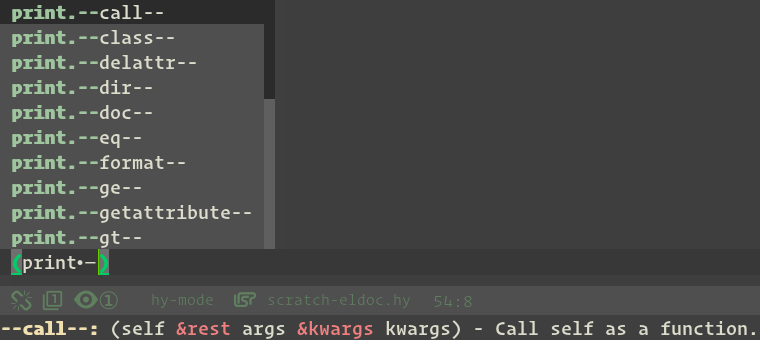 print.--call--
print.--class--
print.--delattr--
print.--dir--
print.--doc--
print.--eq--
print.--format--
print.--ge--
print.--getattribute--
print.--gt--
(print•—)
1 ① hy-mode scratch-eldoc.hy 54:8
--call--: (self &rest args &kwargs kwargs) - Call self as a function.